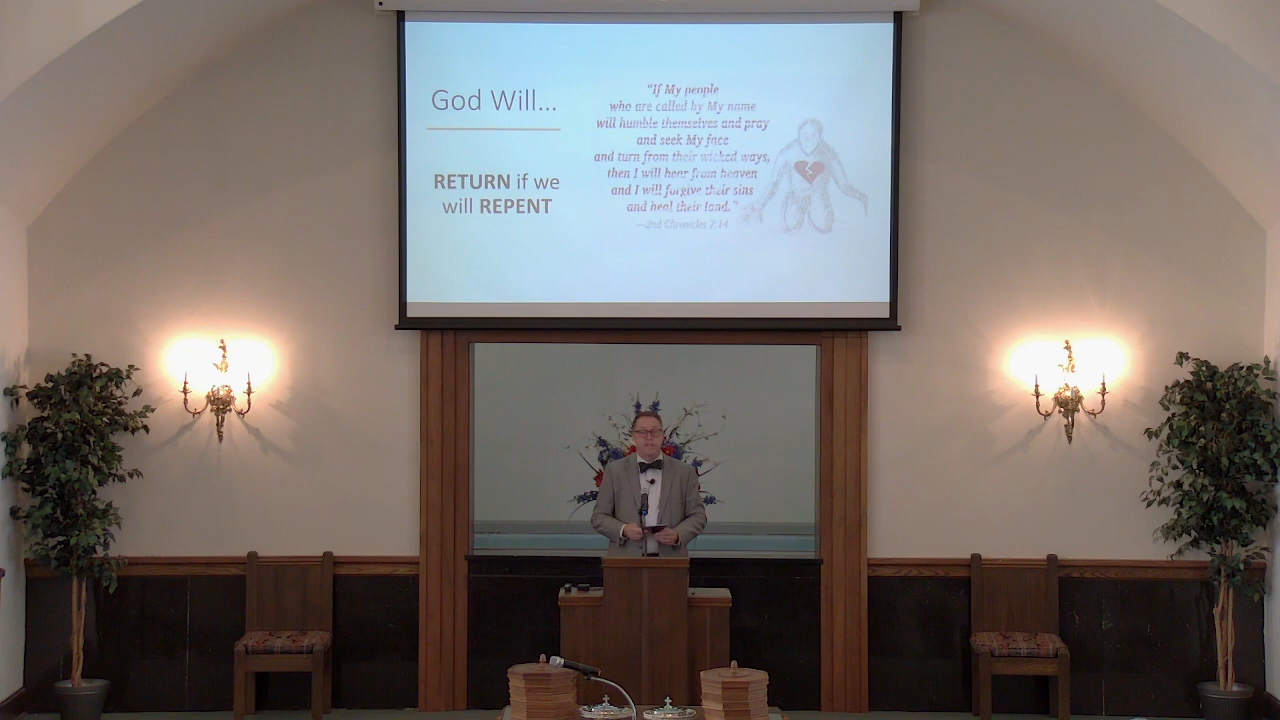 God Will...
RETURN if we
will REPENT
"If My people
who are called by My name
will humble themselves and pray
and seek My face
and turn from their wicked ways,
then I will hear from heaven
and I will forgive their sins
and heal their land."
—2nd Chronicles 7:14